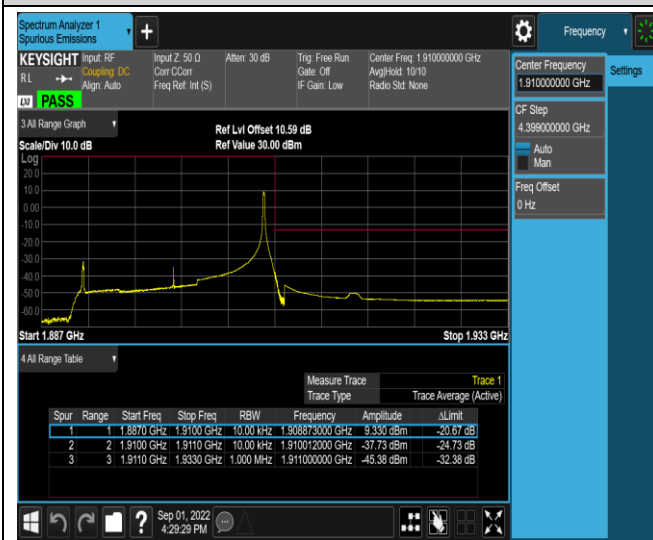 Spectrum Analyzer 1
Spurious Emissions
Frequency
KEYSIGHT
RL
LXI
PASS
Input: RF
Coupling: DC
Align: Auto
Input Z: 50 Ω
Corr CCorr
Freq Ref: Int (S)
Atten: 30 dB
Trig: Free Run
Gate: Off
IF Gain: Low
Center Freq: 1.910000000 GHz
Avg|Hold: 10/10
Radio Std: None
Center Frequency
1.910000000 GHz
Settings
CF Step
4.399000000 GHz
Auto
Man
Freq Offset
0 Hz
3 All Range Graph
Scale/Div 10.0 dB
Ref Lvl Offset 10.59 dB
Ref Value 30.00 dBm
Log
20.0
10.0
0.00
-10.0
-20.0
-30.0
-40.0
-50.0
-60.0
Start 1.887 GHz
Stop 1.933 GHz
4 All Range Table
Measure Trace Trace 1
Trace Type Trace Average (Active)
Spur Range Start Freq Stop Freq RBW Frequency Amplitude ΔLimit
1 1 1.8870 GHz 1.9100 GHz 10.00 kHz 1.908873000 GHz 9.330 dBm -20.67 dB
2 2 1.9100 GHz 1.9110 GHz 10.00 kHz 1.910012000 GHz -37.73 dBm -24.73 dB
3 3 1.9110 GHz 1.9330 GHz 1.000 MHz 1.911000000 GHz -45.38 dBm -32.38 dB
?
Sep 01, 2022
4:29:29 PM